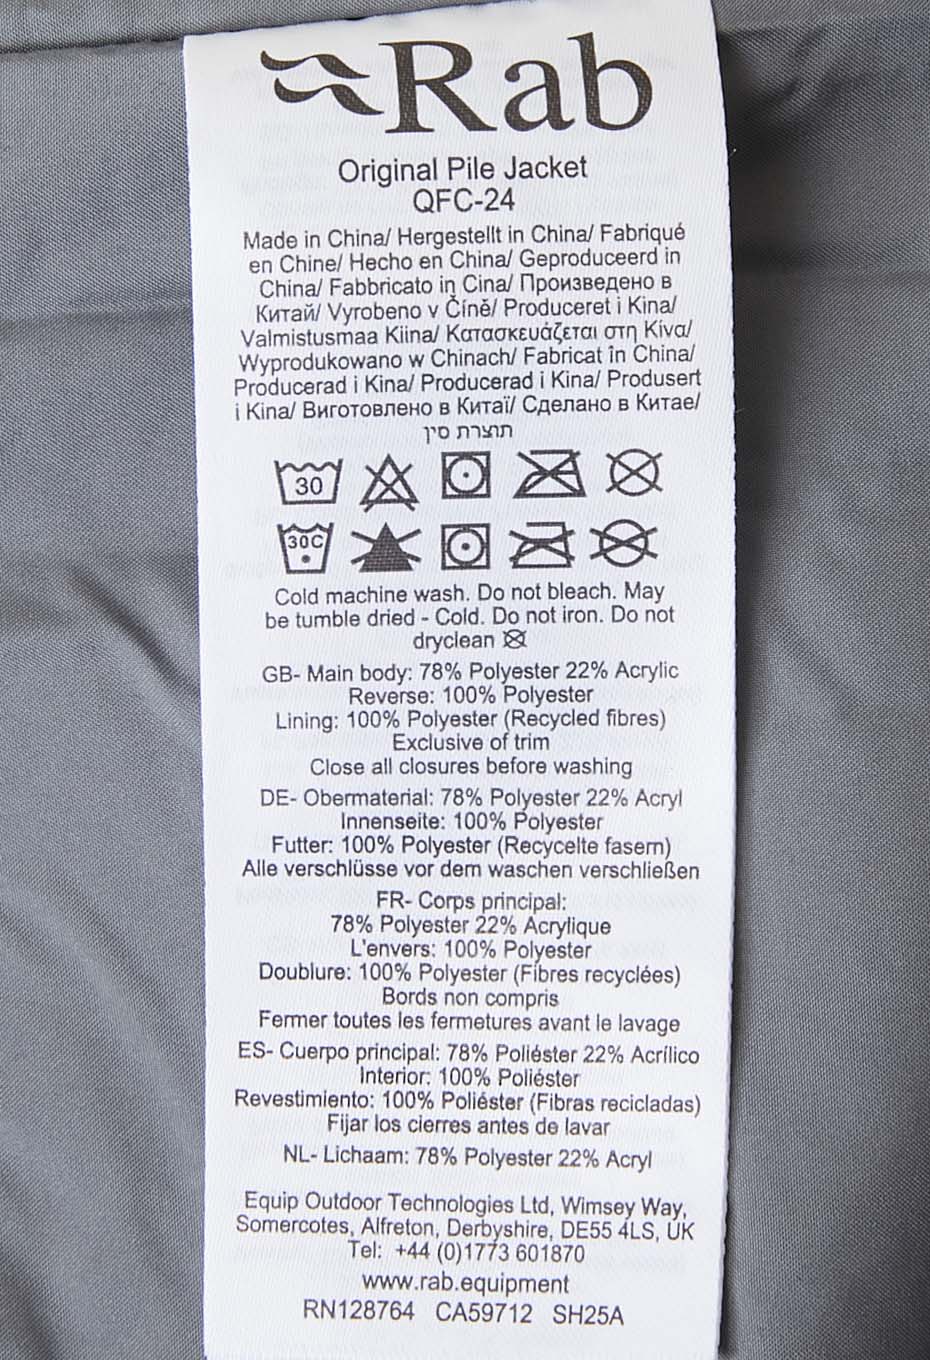 Rab
Original Pile Jacket
QFC-24
Made in China/ Hergestellt in China/ Fabriqué
en Chine/ Hecho en China/ Geproduceerd in
China/ Fabbricato in Cina/ Произведено в
Китай/ Vyrobeno v Číně/ Produceret i Kina/
Valmistusmaa Kiina/ Κατασκευάζεται στη Κίνα/
Wyprodukowano w Chinach/ Fabricat în China/
Producerad i Kina/ Producerad i Kina/ Produsert
i Kina/ Виготовлено в Китаї/ Сделано в Китае/
תוצרת סין
30
30C
Cold machine wash. Do not bleach. May
be tumble dried - Cold. Do not iron. Do not
dryclean
GB- Main body: 78% Polyester 22% Acrylic
Reverse: 100% Polyester
Lining: 100% Polyester (Recycled fibres)
Exclusive of trim
Close all closures before washing
DE- Obermaterial: 78% Polyester 22% Acryl
Innenseite: 100% Polyester
Futter: 100% Polyester (Recycelte fasern)
Alle verschlüsse vor dem waschen verschließen
FR- Corps principal:
78% Polyester 22% Acrylique
L'envers: 100% Polyester
Doublure: 100% Polyester (Fibres recyclées)
Bords non compris
Fermer toutes les fermetures avant le lavage
ES- Cuerpo principal: 78% Poliéster 22% Acrílico
Interior: 100% Poliéster
Revestimiento: 100% Poliéster (Fibras recicladas)
Fijar los cierres antes de lavar
NL- Lichaam: 78% Polyester 22% Acryl
Equip Outdoor Technologies Ltd, Wimsey Way,
Somercotes, Alfreton, Derbyshire, DE55 4LS, UK
Tel: +44 (0)1773 601870
www.rab.equipment
RN128764 CA59712 SH25A